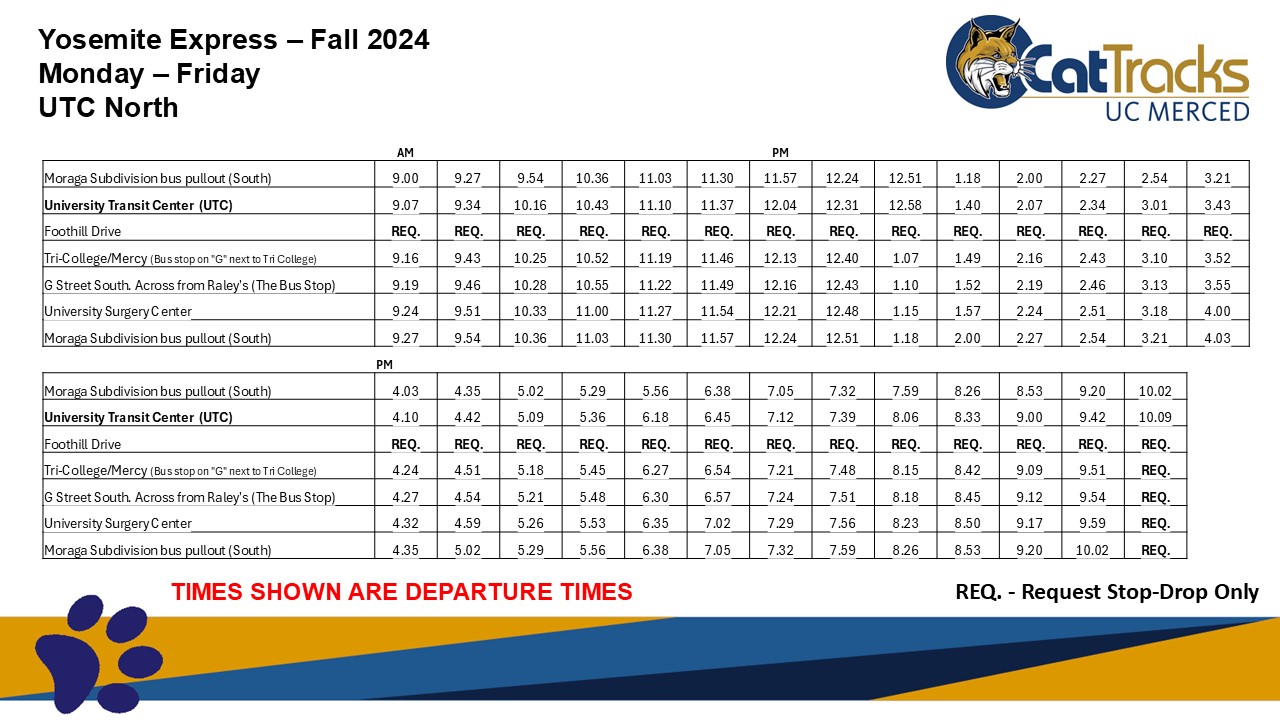 Yosemite Express – Fall 2024
Monday – Friday
UTC North
CatTracks
UC MERCED
AM PM
Moraga Subdivision bus pullout (South) 9.00 9.27 9.54 10.36 11.03 11.30 11.57 12.24 12.51 1.18 2.00 2.27 2.54 3.21
University Transit Center (UTC) 9.07 9.34 10.16 10.43 11.10 11.37 12.04 12.31 12.58 1.40 2.07 2.34 3.01 3.43
Foothill Drive REQ. REQ. REQ. REQ. REQ. REQ. REQ. REQ. REQ. REQ. REQ. REQ. REQ. REQ.
Tri-College/Mercy (Bus stop on "G" next to Tri College) 9.16 9.43 10.25 10.52 11.19 11.46 12.13 12.40 1.07 1.49 2.16 2.43 3.10 3.52
G Street South. Across from Raley's (The Bus Stop) 9.19 9.46 10.28 10.55 11.22 11.49 12.16 12.43 1.10 1.52 2.19 2.46 3.13 3.55
University Surgery Center 9.24 9.51 10.33 11.00 11.27 11.54 12.21 12.48 1.15 1.57 2.24 2.51 3.18 4.00
Moraga Subdivision bus pullout (South) 9.27 9.54 10.36 11.03 11.30 11.57 12.24 12.51 1.18 2.00 2.27 2.54 3.21 4.03
PM
Moraga Subdivision bus pullout (South) 4.03 4.35 5.02 5.29 5.56 6.38 7.05 7.32 7.59 8.26 8.53 9.20 10.02
University Transit Center (UTC) 4.10 4.42 5.09 5.36 6.18 6.45 7.12 7.39 8.06 8.33 9.00 9.42 10.09
Foothill Drive REQ. REQ. REQ. REQ. REQ. REQ. REQ. REQ. REQ. REQ. REQ. REQ. REQ.
Tri-College/Mercy (Bus stop on "G" next to Tri College) 4.24 4.51 5.18 5.45 6.27 6.54 7.21 7.48 8.15 8.42 9.09 9.51 REQ.
G Street South. Across from Raley's (The Bus Stop) 4.27 4.54 5.21 5.48 6.30 6.57 7.24 7.51 8.18 8.45 9.12 9.54 REQ.
University Surgery Center 4.32 4.59 5.26 5.53 6.35 7.02 7.29 7.56 8.23 8.50 9.17 9.59 REQ.
Moraga Subdivision bus pullout (South) 4.35 5.02 5.29 5.56 6.38 7.05 7.32 7.59 8.26 8.53 9.20 10.02 REQ.
TIMES SHOWN ARE DEPARTURE TIMES
REQ. - Request Stop-Drop Only